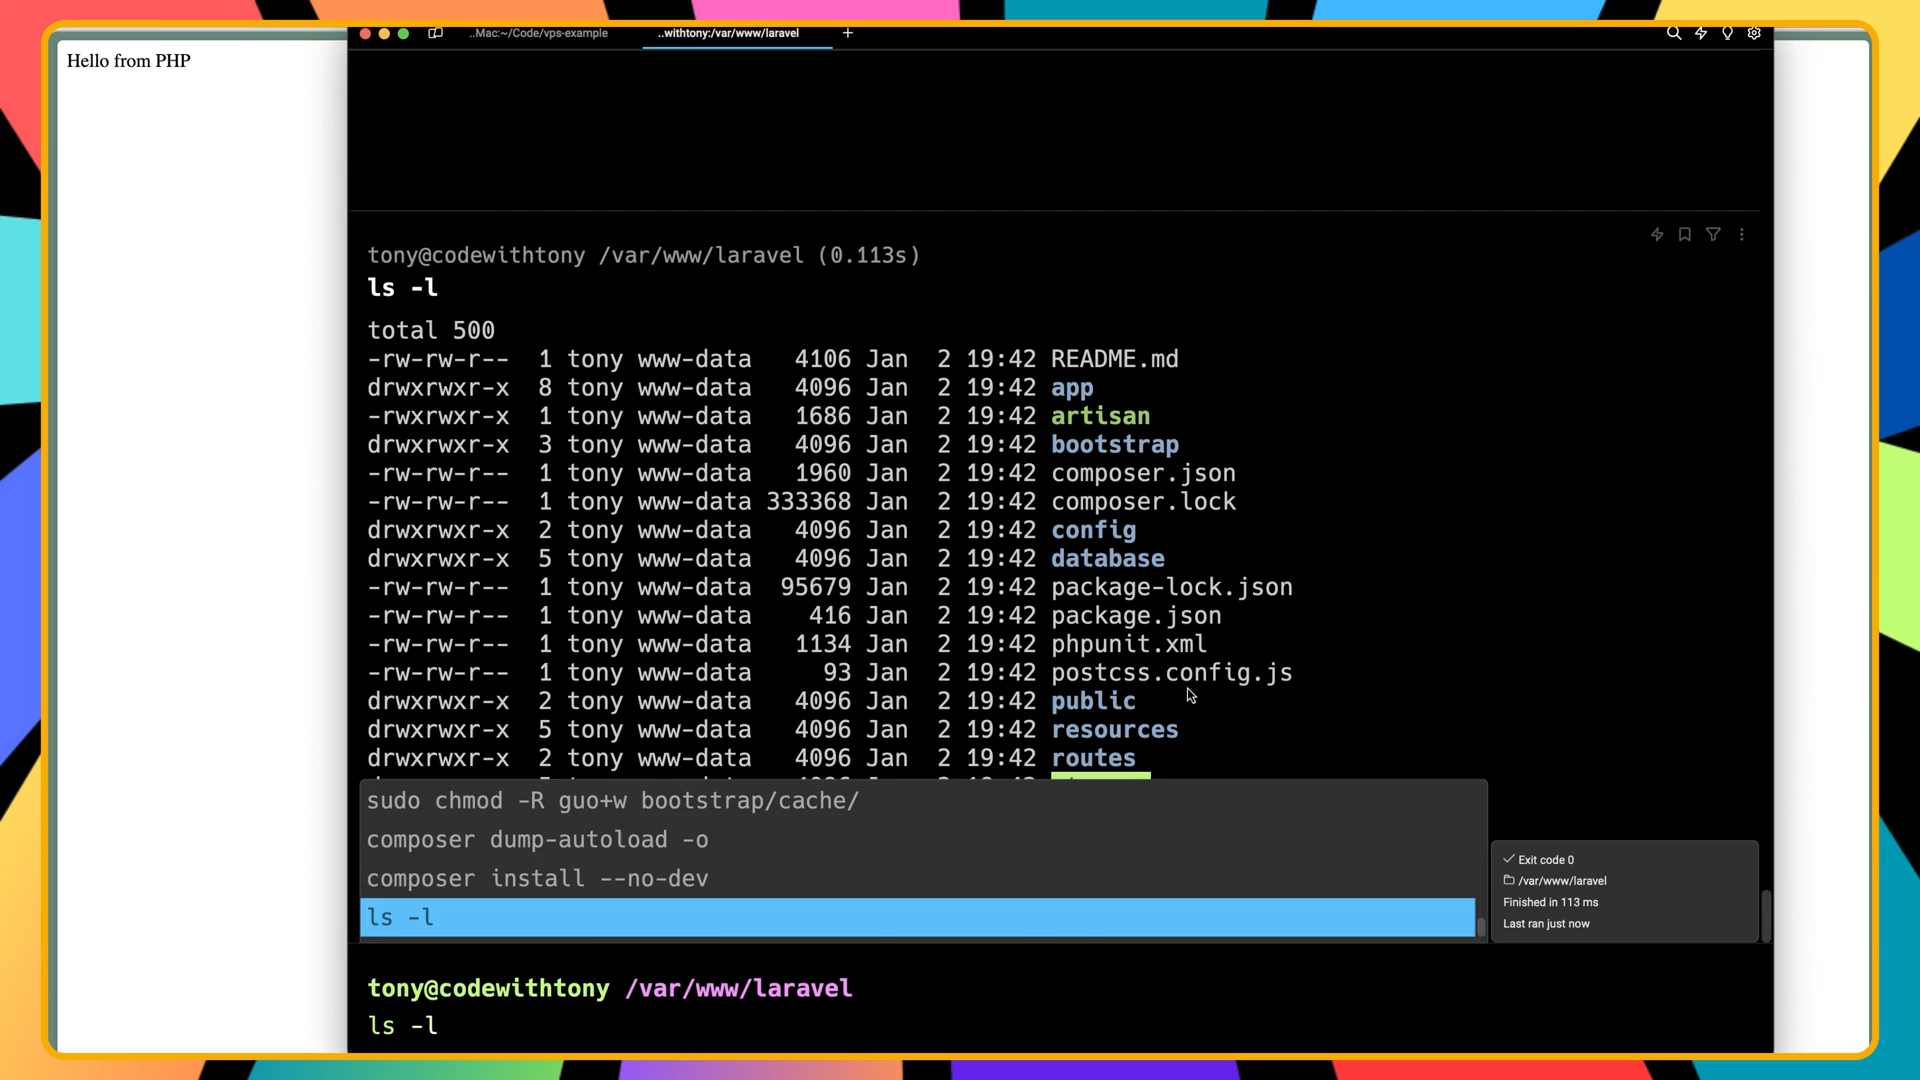 Hello from PHP
..Mac:~/Code/vps-example
..withtony:/var/www/laravel
+
tony@codewithtony /var/www/laravel (0.113s)
ls -l
total 500
-rw-rw-r-- 1 tony www-data 4106 Jan 2 19:42 README.md
drwxrwxr-x 8 tony www-data 4096 Jan 2 19:42 app
-rwxrwxr-x 1 tony www-data 1686 Jan 2 19:42 artisan
drwxrwxr-x 3 tony www-data 4096 Jan 2 19:42 bootstrap
-rw-rw-r-- 1 tony www-data 1960 Jan 2 19:42 composer.json
-rw-rw-r-- 1 tony www-data 333368 Jan 2 19:42 composer.lock
drwxrwxr-x 2 tony www-data 4096 Jan 2 19:42 config
drwxrwxr-x 5 tony www-data 4096 Jan 2 19:42 database
-rw-rw-r-- 1 tony www-data 95679 Jan 2 19:42 package-lock.json
-rw-rw-r-- 1 tony www-data 416 Jan 2 19:42 package.json
-rw-rw-r-- 1 tony www-data 1134 Jan 2 19:42 phpunit.xml
-rw-rw-r-- 1 tony www-data 93 Jan 2 19:42 postcss.config.js
drwxrwxr-x 2 tony www-data 4096 Jan 2 19:42 public
drwxrwxr-x 5 tony www-data 4096 Jan 2 19:42 resources
drwxrwxr-x 2 tony www-data 4096 Jan 2 19:42 routes
sudo chmod -R guo+w bootstrap/cache/
composer dump-autoload -o
composer install --no-dev
ls -l
Exit code 0
/var/www/laravel
Finished in 113 ms
Last ran just now
tony@codewithtony /var/www/laravel
ls -l